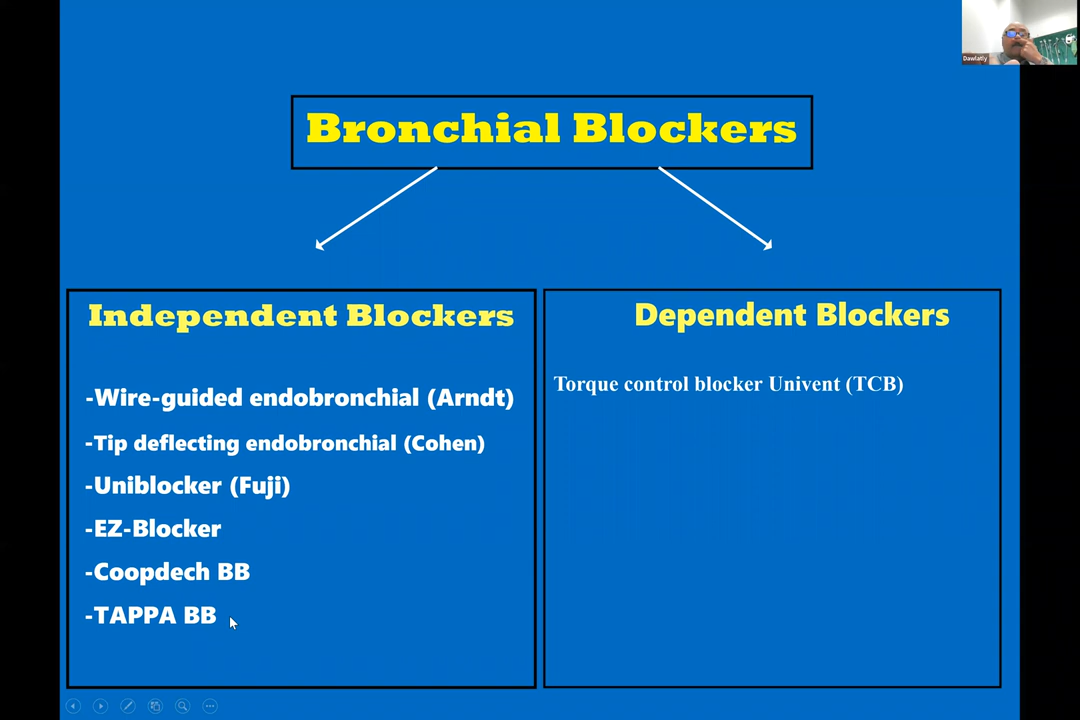 Dawlatly
Bronchial Blockers
Independent Blockers
-Wire-guided endobronchial (Arndt)
-Tip deflecting endobronchial (Cohen)
-Uniblocker (Fuji)
-EZ-Blocker
-Coopdech BB
-TAPPA BB
Dependent Blockers
Torque control blocker Univent (TCB)